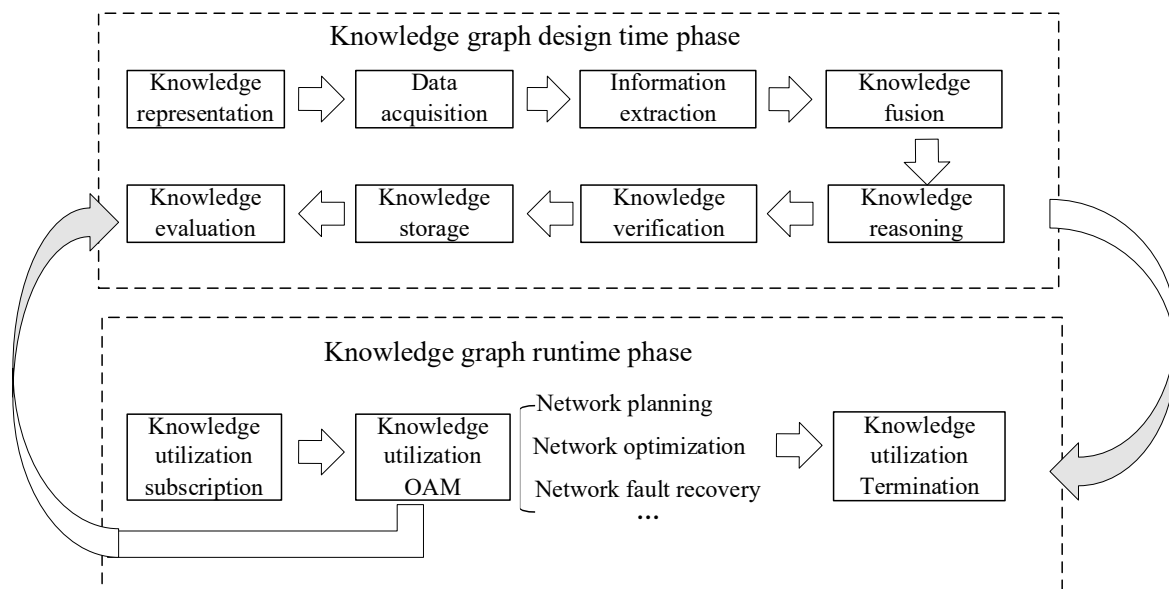 Knowledge graph design time phase
Knowledge
representation
Data
acquisition
Information
extraction
Knowledge
fusion
Knowledge
evaluation
Knowledge
storage
Knowledge
verification
Knowledge
reasoning
Knowledge graph runtime phase
Knowledge
utilization
subscription
Knowledge
utilization
OAM
Network planning
Network optimization
Network fault recovery
...
Knowledge
utilization
Termination